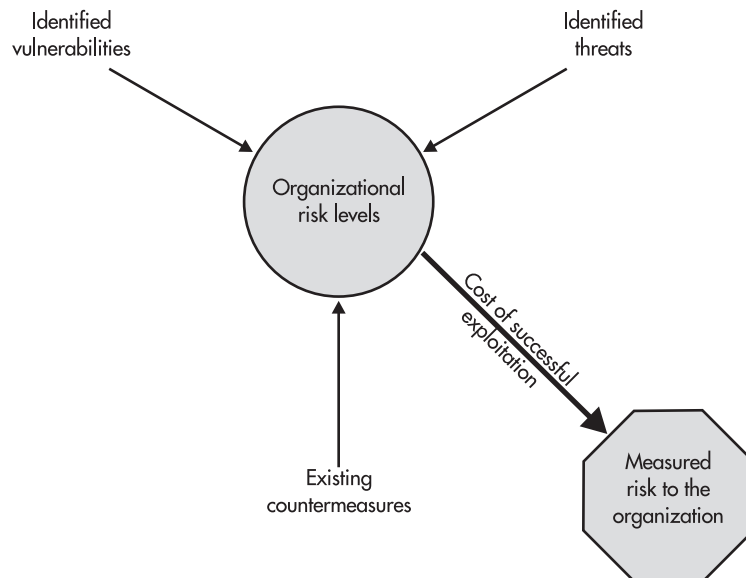 Identified
vulnerabilities
Identified
threats
Organizational
risk levels
Cost of successful
exploitation
Existing
countermeasures
Measured
risk to the
organization